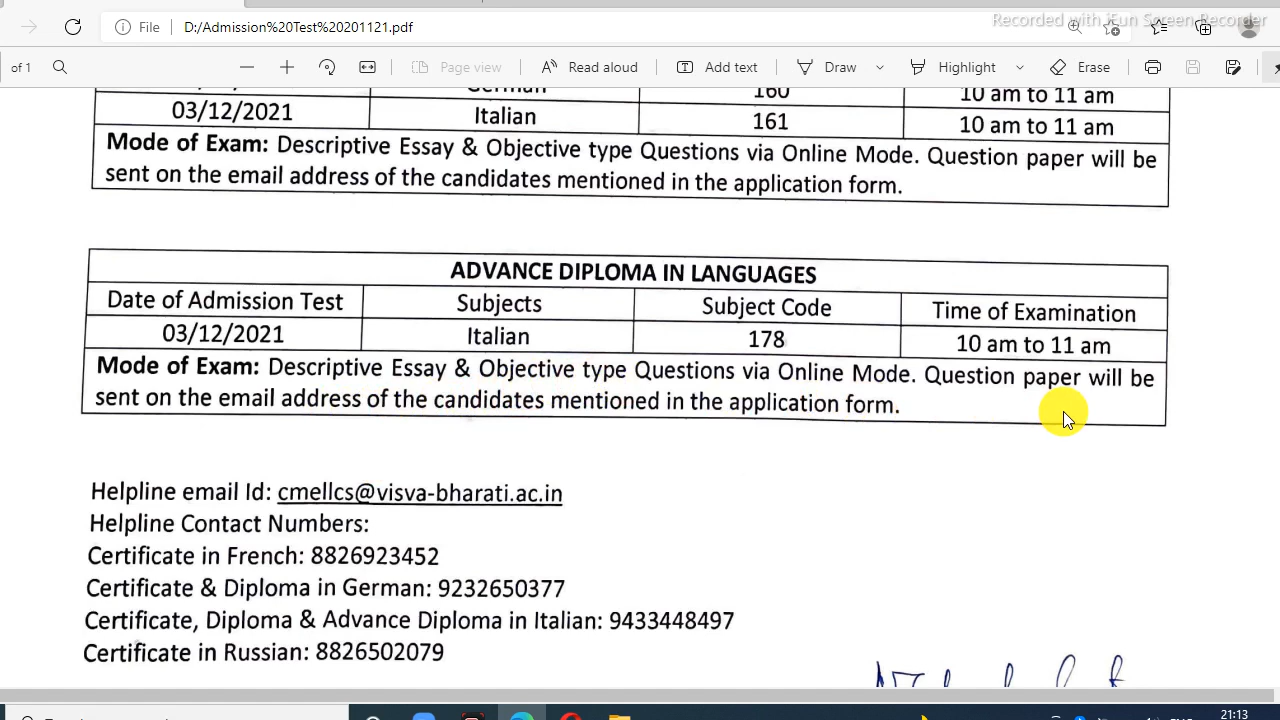 Recorded with iFun Screen Recorder
File D:/Admission%20Test%20201121.pdf
of 1 Page view Read aloud Add text Draw Highlight Erase
German 160 10 am to 11 am
03/12/2021 Italian 161 10 am to 11 am
Mode of Exam: Descriptive Essay & Objective type Questions via Online Mode. Question paper will be
sent on the email address of the candidates mentioned in the application form.
ADVANCE DIPLOMA IN LANGUAGES
Date of Admission Test Subjects Subject Code Time of Examination
03/12/2021 Italian 178 10 am to 11 am
Mode of Exam: Descriptive Essay & Objective type Questions via Online Mode. Question paper will be
sent on the email address of the candidates mentioned in the application form.
Helpline email Id: cmellcs@visva-bharati.ac.in
Helpline Contact Numbers:
Certificate in French: 8826923452
Certificate & Diploma in German: 9232650377
Certificate, Diploma & Advance Diploma in Italian: 9433448497
Certificate in Russian: 8826502079
21:13